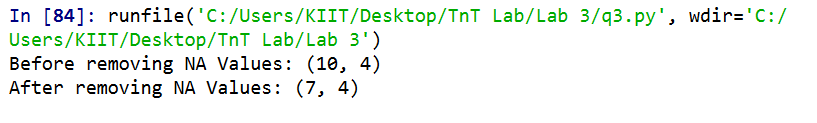 In [84]: runfile('C:/Users/KIIT/Desktop/TnT Lab/Lab 3/q3.py', wdir='C:/
Users/KIIT/Desktop/TnT Lab/Lab 3')
Before removing NA Values: (10, 4)
After removing NA Values: (7, 4)